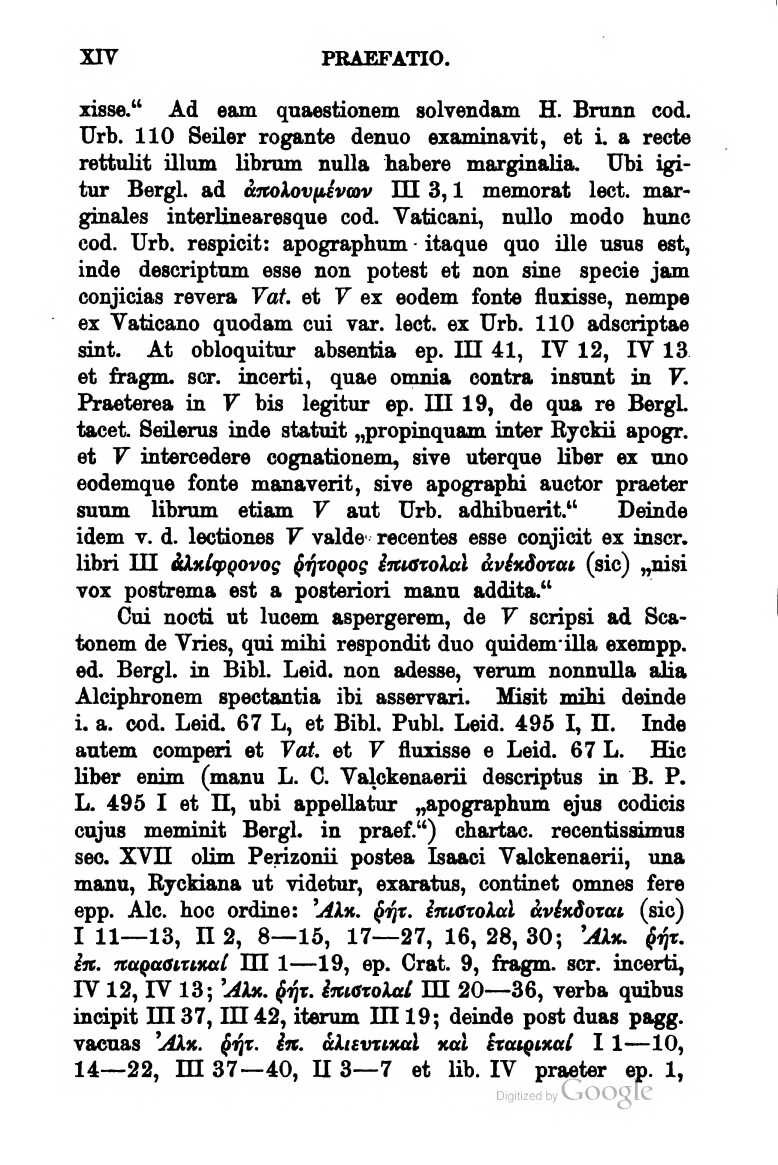 XIV PRAEFATIO.
xisse.“ Ad eam quaestionem solvendam H. Brunn cod.
Urb. 110 Seiler rogante denuo examinavit, et i. a recte
rettulit illum librum nulla habere marginalia. Ubi igi-
tur Bergl. ad ἀπολουμένων III 3, 1 memorat lect. mar-
ginales interlinearesque cod. Vaticani, nullo modo hunc
cod. Urb. respicit: apographum itaque quo ille usus est,
inde descriptum esse non potest et non sine specie jam
conjicias revera Vat. et V ex eodem fonte fluxisse, nempe
ex Vaticano quodam cui var. lect. ex Urb. 110 adscriptae
sint. At obloquitur absentia ep. III 41, IV 12, IV 13
et fragm. scr. incerti, quae omnia contra insunt in V.
Praeterea in V bis legitur ep. III 19, de qua re Bergl.
tacet. Seilerus inde statuit „propinquam inter Ryckii apogr.
et V intercedere cognationem, sive uterque liber ex uno
eodemque fonte manaverit, sive apographi auctor praeter
suum librum etiam V aut Urb. adhibuerit.“ Deinde
idem v. d. lectiones V valde recentes esse conjicit ex inscr.
libri III ἀλκίφρονος ῥήτορος ἐπιστολαὶ ἀνέκδοται (sic) „nisi
vox postrema est a posteriori manu addita.“
Cui nocti ut lucem aspergerem, de V scripsi ad Sca-
tonem de Vries, qui mihi respondit duo quidem illa exempp.
ed. Bergl. in Bibl. Leid. non adesse, verum nonnulla alia
Alciphronem spectantia ibi asservari. Misit mihi deinde
i. a. cod. Leid. 67 L, et Bibl. Publ. Leid. 495 I, II. Inde
autem comperi et Vat. et V fluxisse e Leid. 67 L. Hic
liber enim (manu L. C. Valckenaerii descriptus in B. P.
L. 495 I et II, ubi appellatur „apographum ejus codicis
cujus meminit Bergl. in praef.“) chartac. recentissimus
sec. XVII olim Perizonii postea Isaaci Valckenaerii, una
manu, Ryckiana ut videtur, exaratus, continet omnes fere
epp. Alc. hoc ordine: Ἀλκ. ῥήτ. ἐπιστολαὶ ἀνέκδοται (sic)
I 11—13, II 2, 8—15, 17—27, 16, 28, 30; Ἀλκ. ῥήτ.
ἐπ. παρασιτικαί III 1—19, ep. Crat. 9, fragm. scr. incerti,
IV 12, IV 13; Ἀλκ. ῥήτ. ἐπιστολαί III 20—36, verba quibus
incipit III 37, III 42, iterum III 19; deinde post duas pagg.
vacuas Ἀλκ. ῥήτ. ἐπ. ἁλιευτικαὶ καὶ ἑταιρικαί I 1—10,
14—22, III 37—40, II 3—7 et lib. IV praeter ep. 1,
Digitized by Google